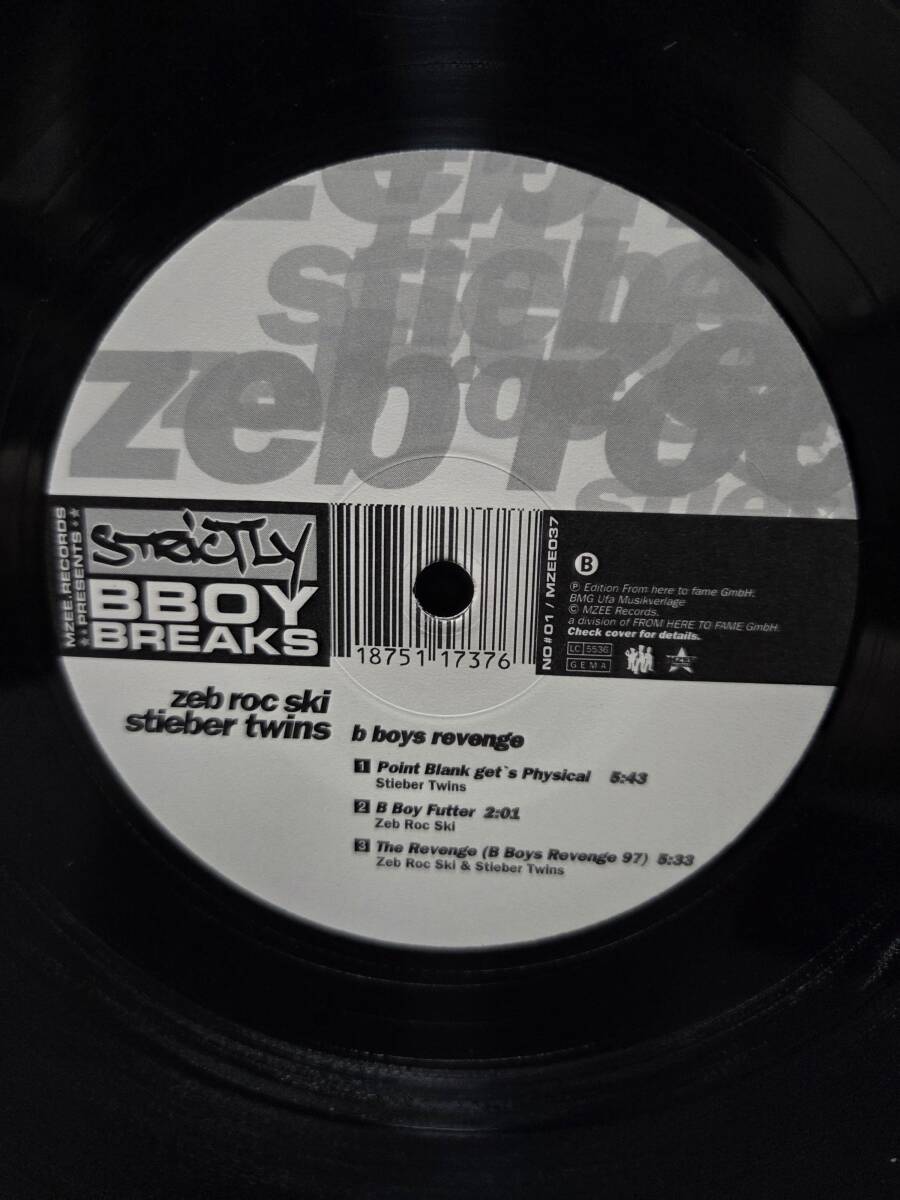 stiebe
zeb roc
MZEE.RECORDS
PRESENTS
STRICTLY
BBOY
BREAKS
18751 17376
NO#01 / MZEE037
B
℗ Edition From here to fame GmbH.
BMG Ufa Musikverlage
© MZEE Records.
a division of FROM HERE TO FAME GmbH.
Check cover for details.
LC 5536
GEMA
zeb roc ski
stieber twins
b boys revenge
1 Point Blank get`s Physical 5:43
Stieber Twins
2 B Boy Futter 2:01
Zeb Roc Ski
3 The Revenge (B Boys Revenge 97) 5:33
Zeb Roc Ski & Stieber Twins